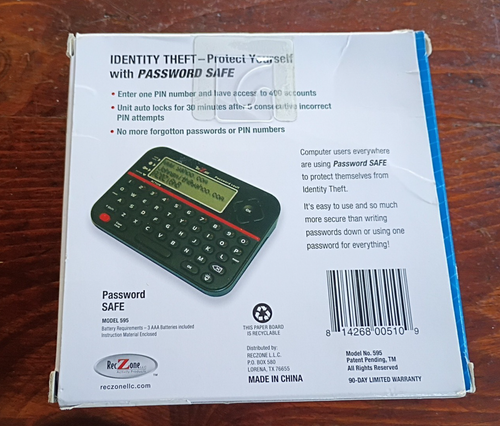 IDENTITY THEFT – Protect Yourself
with PASSWORD SAFE
• Enter one PIN number and have access to 400 accounts
• Unit auto locks for 30 minutes after 5 consecutive incorrect
PIN attempts
• No more forgotten passwords or PIN numbers
Computer users everywhere
are using Password SAFE
to protect themselves from
Identity Theft.
It's easy to use and so much
more secure than writing
passwords down or using one
password for everything!
Password
SAFE
MODEL 595
Battery Requirements – 3 AAA Batteries included
Instruction Material Enclosed
RecZone
TM
reczonellc.com
THIS PAPER BOARD
IS RECYCLABLE
Distributed by:
RECZONE L.L.C.
P.O. BOX 580
LORENA, TX 76655
MADE IN CHINA
8 14268 00510 9
Model No. 595
Patent Pending, TM
All Rights Reserved
90-DAY LIMITED WARRANTY